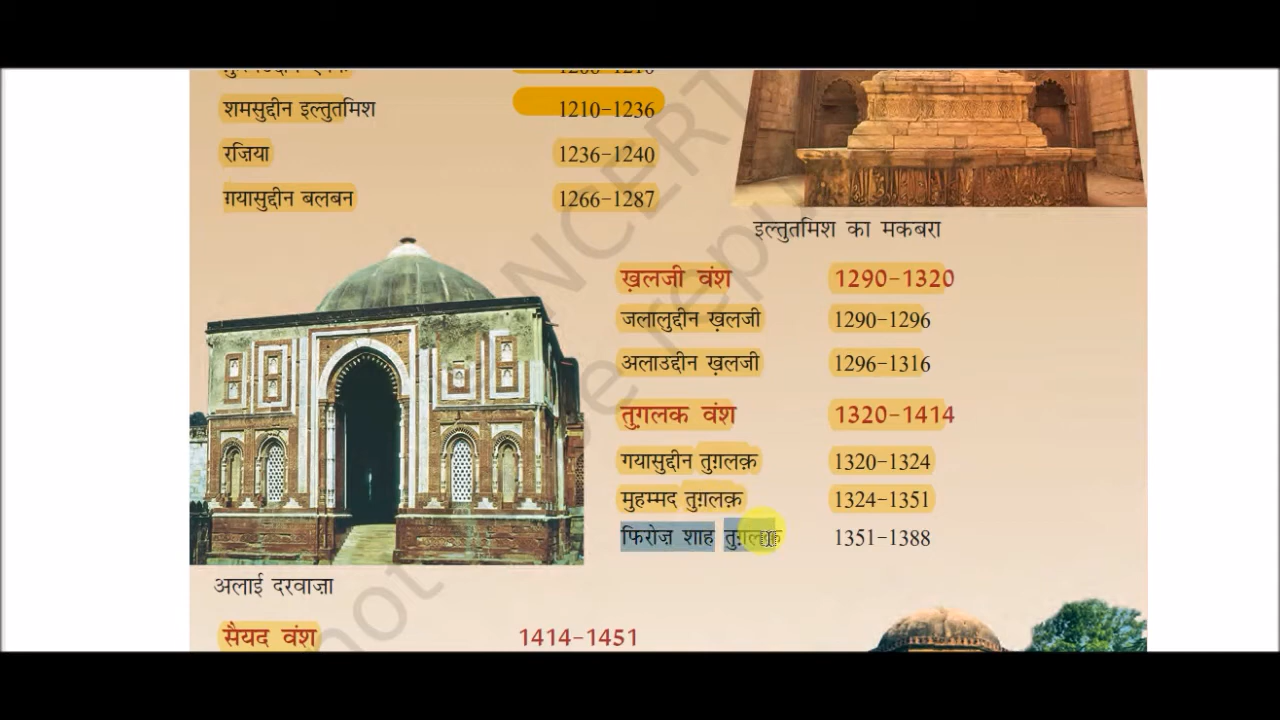 शमसुद्दीन इल्तुतमिश 1210-1236
रज़िया 1236-1240
ग़यासुद्दीन बलबन 1266-1287
इल्तुतमिश का मकबरा
ख़लजी वंश 1290-1320
जलालुद्दीन ख़लजी 1290-1296
अलाउद्दीन ख़लजी 1296-1316
तुग़लक वंश 1320-1414
गयासुद्दीन तुग़लक़ 1320-1324
मुहम्मद तुग़लक़ 1324-1351
फिरोज़ शाह तुग़लक़ 1351-1388
अलाई दरवाज़ा
सैयद वंश 1414-1451